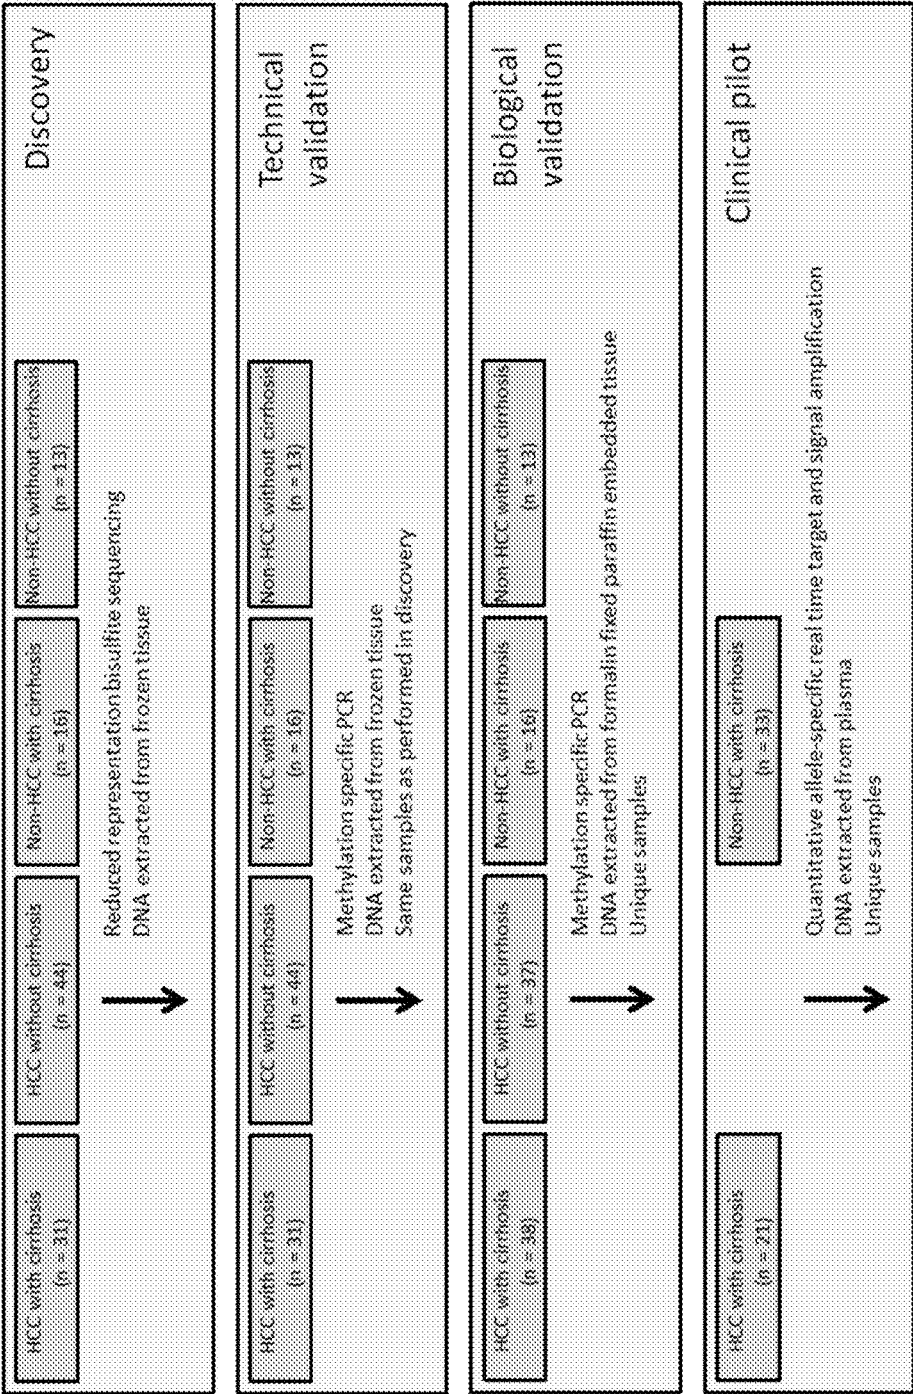 Discovery
HCC with cirrhosis
(n = 31)
HCC without cirrhosis
(n = 44)
Non-HCC with cirrhosis
(n = 16)
Non-HCC without cirrhosis
(n = 13)
Reduced representation bisulfite sequencing
DNA extracted from frozen tissue
Technical
validation
HCC with cirrhosis
(n = 31)
HCC without cirrhosis
(n = 44)
Non-HCC with cirrhosis
(n = 16)
Non-HCC without cirrhosis
(n = 13)
Methylation specific PCR
DNA extracted from frozen tissue
Same samples as performed in discovery
Biological
validation
HCC with cirrhosis
(n = 38)
HCC without cirrhosis
(n = 37)
Non-HCC with cirrhosis
(n = 16)
Non-HCC without cirrhosis
(n = 13)
Methylation specific PCR
DNA extracted from formalin fixed paraffin embedded tissue
Unique samples
Clinical pilot
HCC with cirrhosis
(n = 21)
Non-HCC with cirrhosis
(n = 33)
Quantitative allele-specific real time target and signal amplification
DNA extracted from plasma
Unique samples